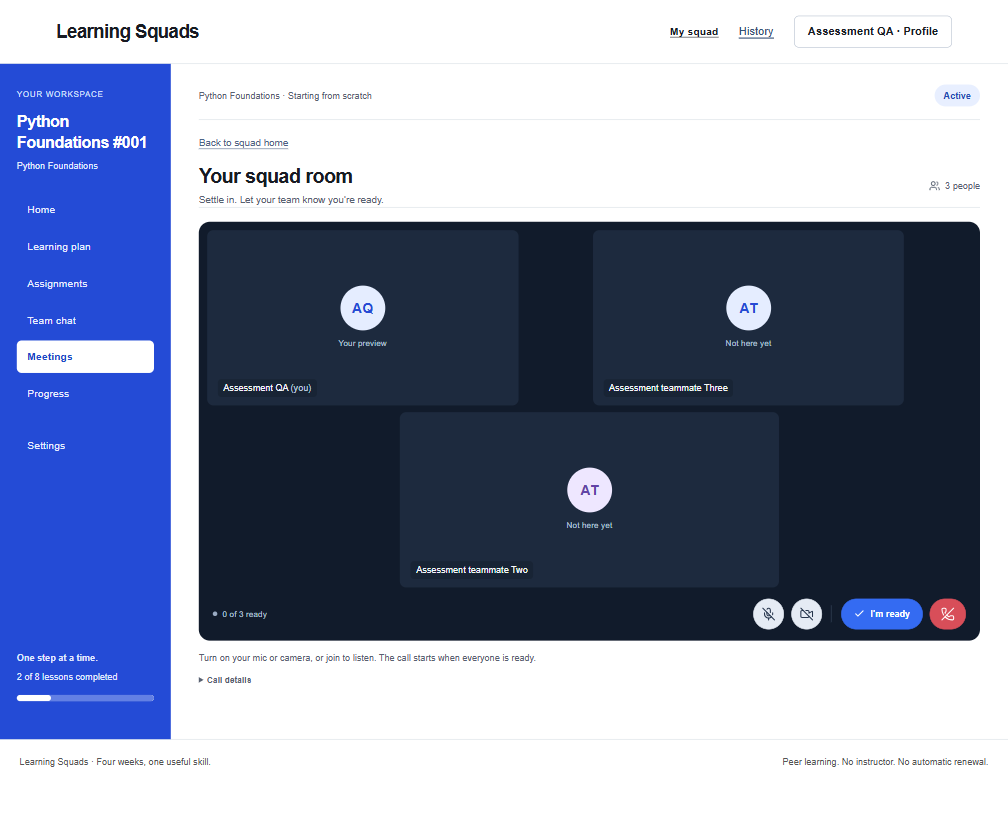 Learning Squads
My squad
History
Assessment QA · Profile
YOUR WORKSPACE
Python
Foundations #001
Python Foundations
Home
Learning plan
Assignments
Team chat
Meetings
Progress
Settings
One step at a time.
2 of 8 lessons completed
Python Foundations · Starting from scratch
Active
Back to squad home
Your squad room
Settle in. Let your team know you're ready.
3 people
AQ
Your preview
Assessment QA (you)
AT
Not here yet
Assessment teammate Three
AT
Not here yet
Assessment teammate Two
0 of 3 ready
I'm ready
Turn on your mic or camera, or join to listen. The call starts when everyone is ready.
Call details
Learning Squads · Four weeks, one useful skill.
Peer learning. No instructor. No automatic renewal.